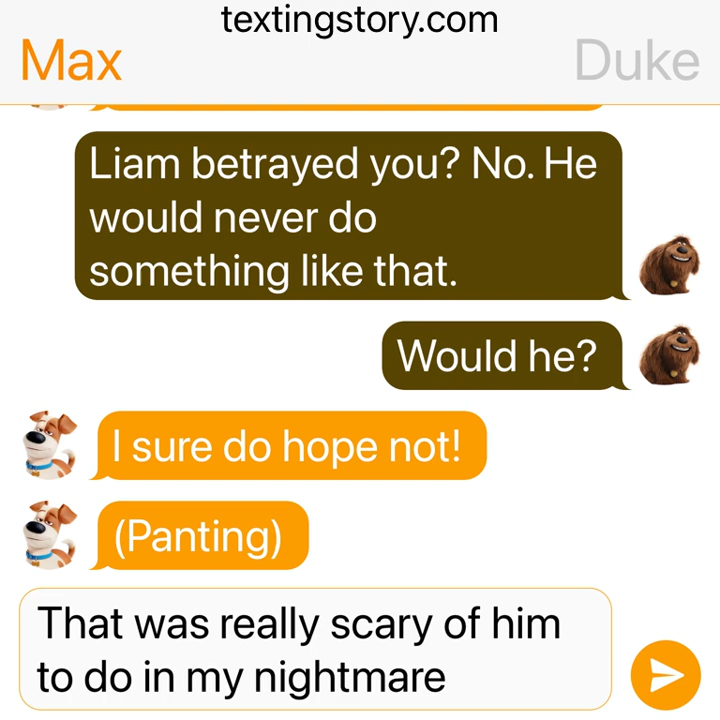 textingstory.com
Max
Duke
Liam betrayed you? No. He
would never do
something like that.
Would he?
I sure do hope not!
(Panting)
That was really scary of him
to do in my nightmare